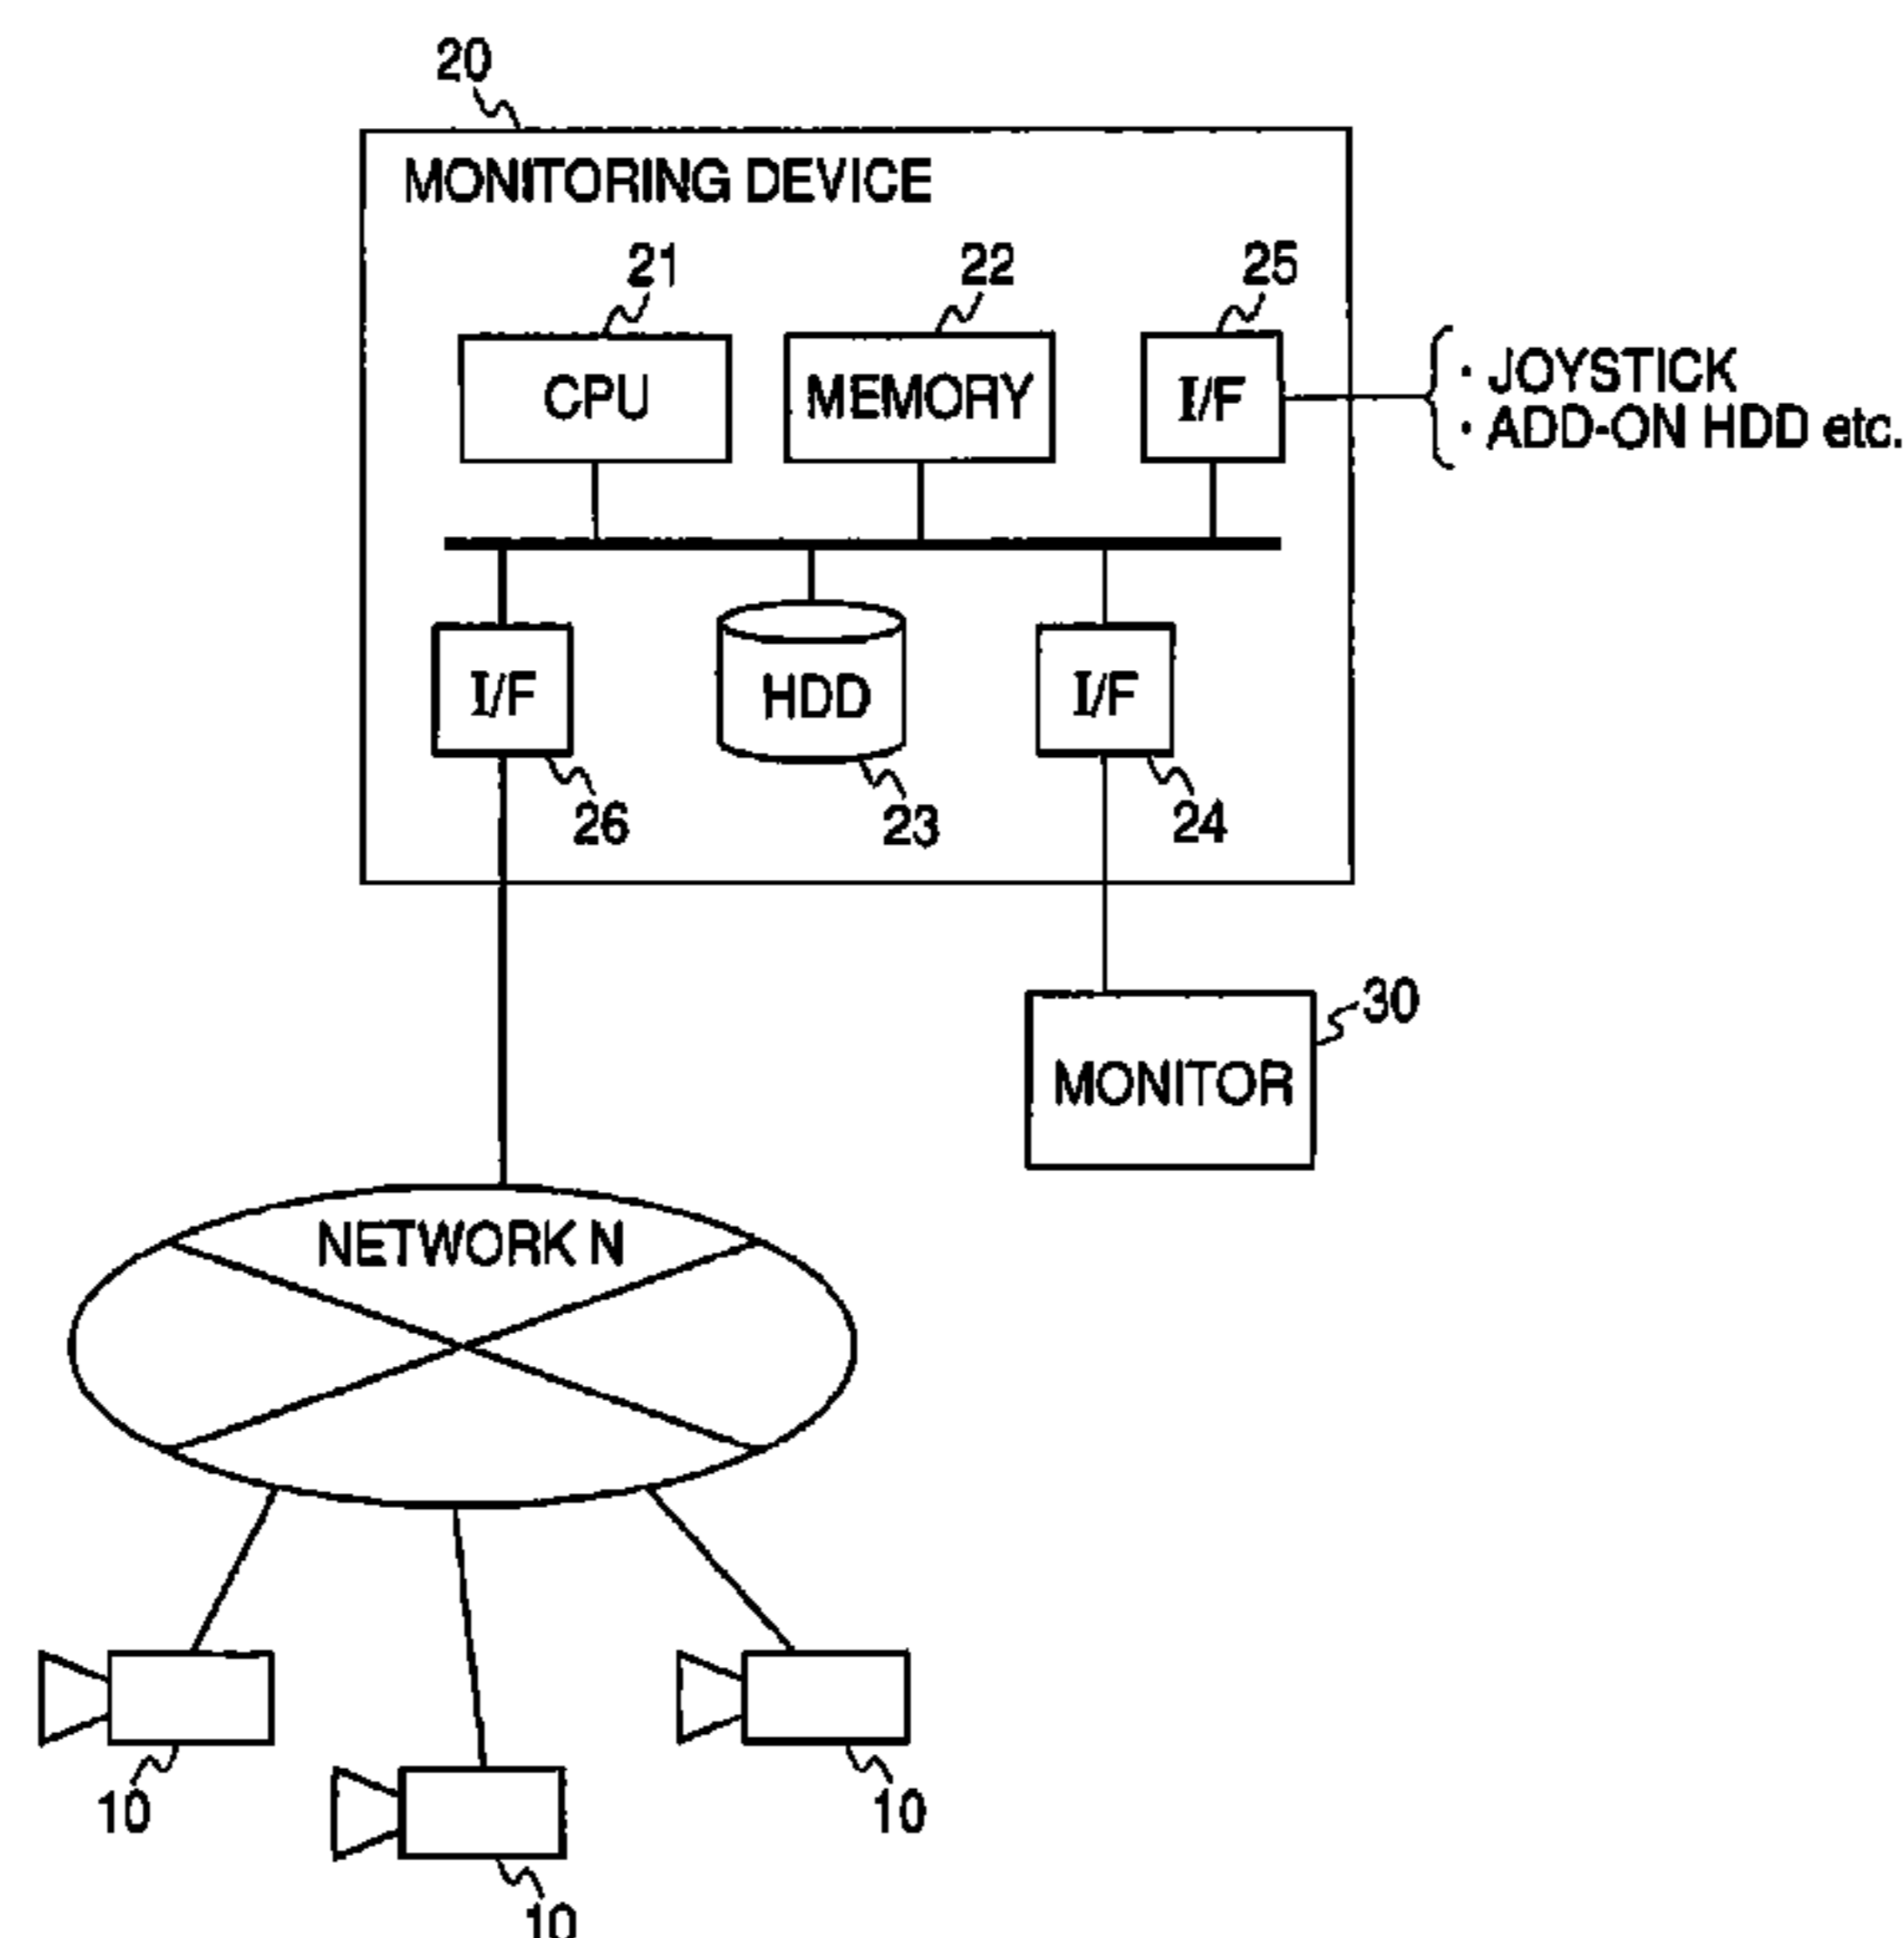 20
MONITORING DEVICE
21
22
25
CPU
MEMORY
I/F
· JOYSTICK
· ADD-ON HDD etc.
I/F
HDD
I/F
26
23
24
30
MONITOR
NETWORK N
10
10
10